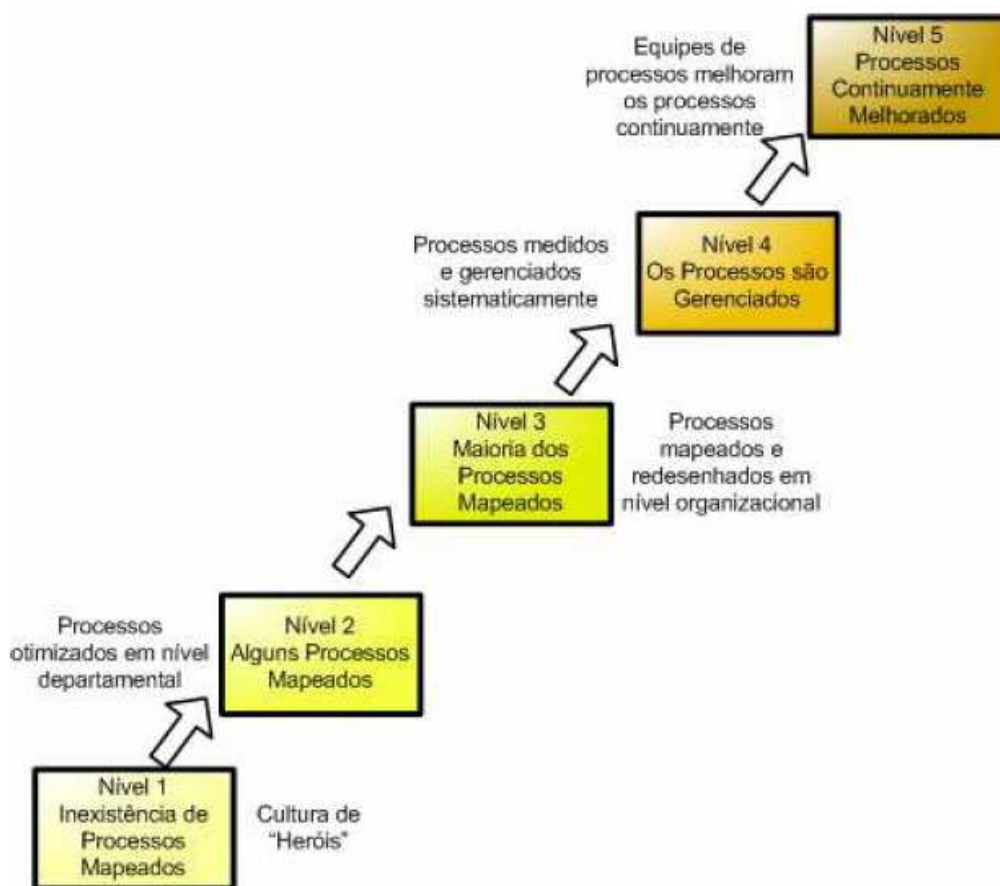 Equipes de
processos melhoram
os processos
continuamente
Nível 5
Processos
Continuamente
Melhorados
Processos medidos
e gerenciados
sistematicamente
Nível 4
Os Processos são
Gerenciados
Nível 3
Maioria dos
Processos
Mapeados
Processos
mapeados e
redesenhados em
nível organizacional
Processos
otimizados em nível
departamental
Nível 2
Alguns Processos
Mapeados
Nível 1
Inexistência de
Processos
Mapeados
Cultura de
“Heróis”